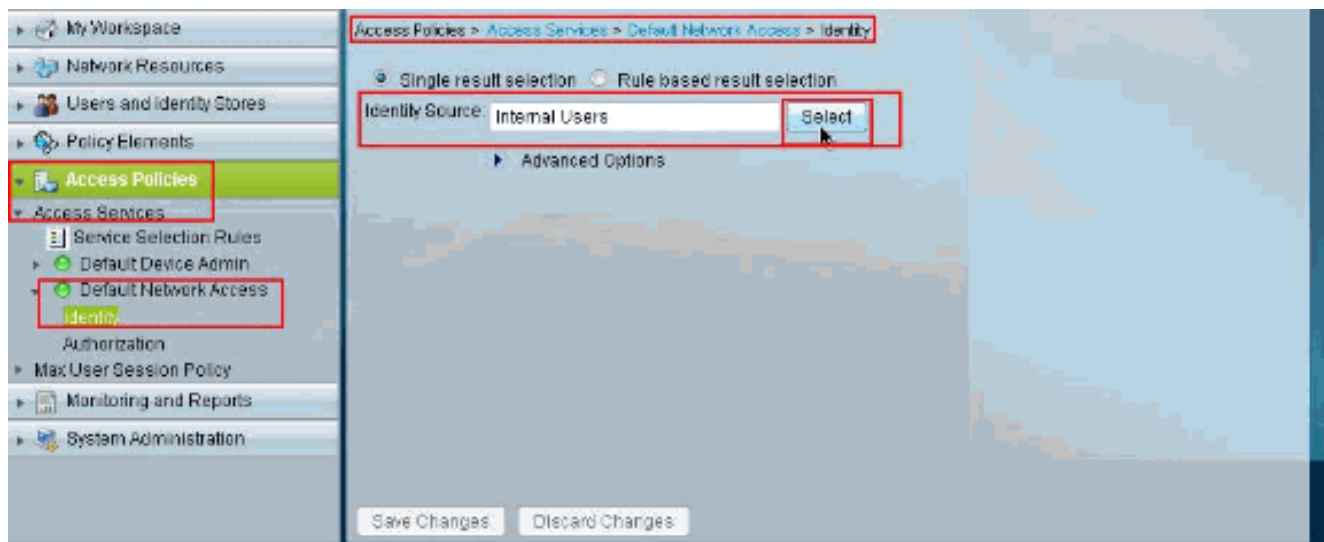 My Workspace
Network Resources
Users and Identity Stores
Policy Elements
Access Policies
Access Services
Service Selection Rules
Default Device Admin
Default Network Access
Identity
Authorization
Max User Session Policy
Monitoring and Reports
System Administration
Access Policies > Access Services > Default Network Access > Identity
Single result selection Rule based result selection
Identity Source: Internal Users Select
Advanced Options
Save Changes Discard Changes